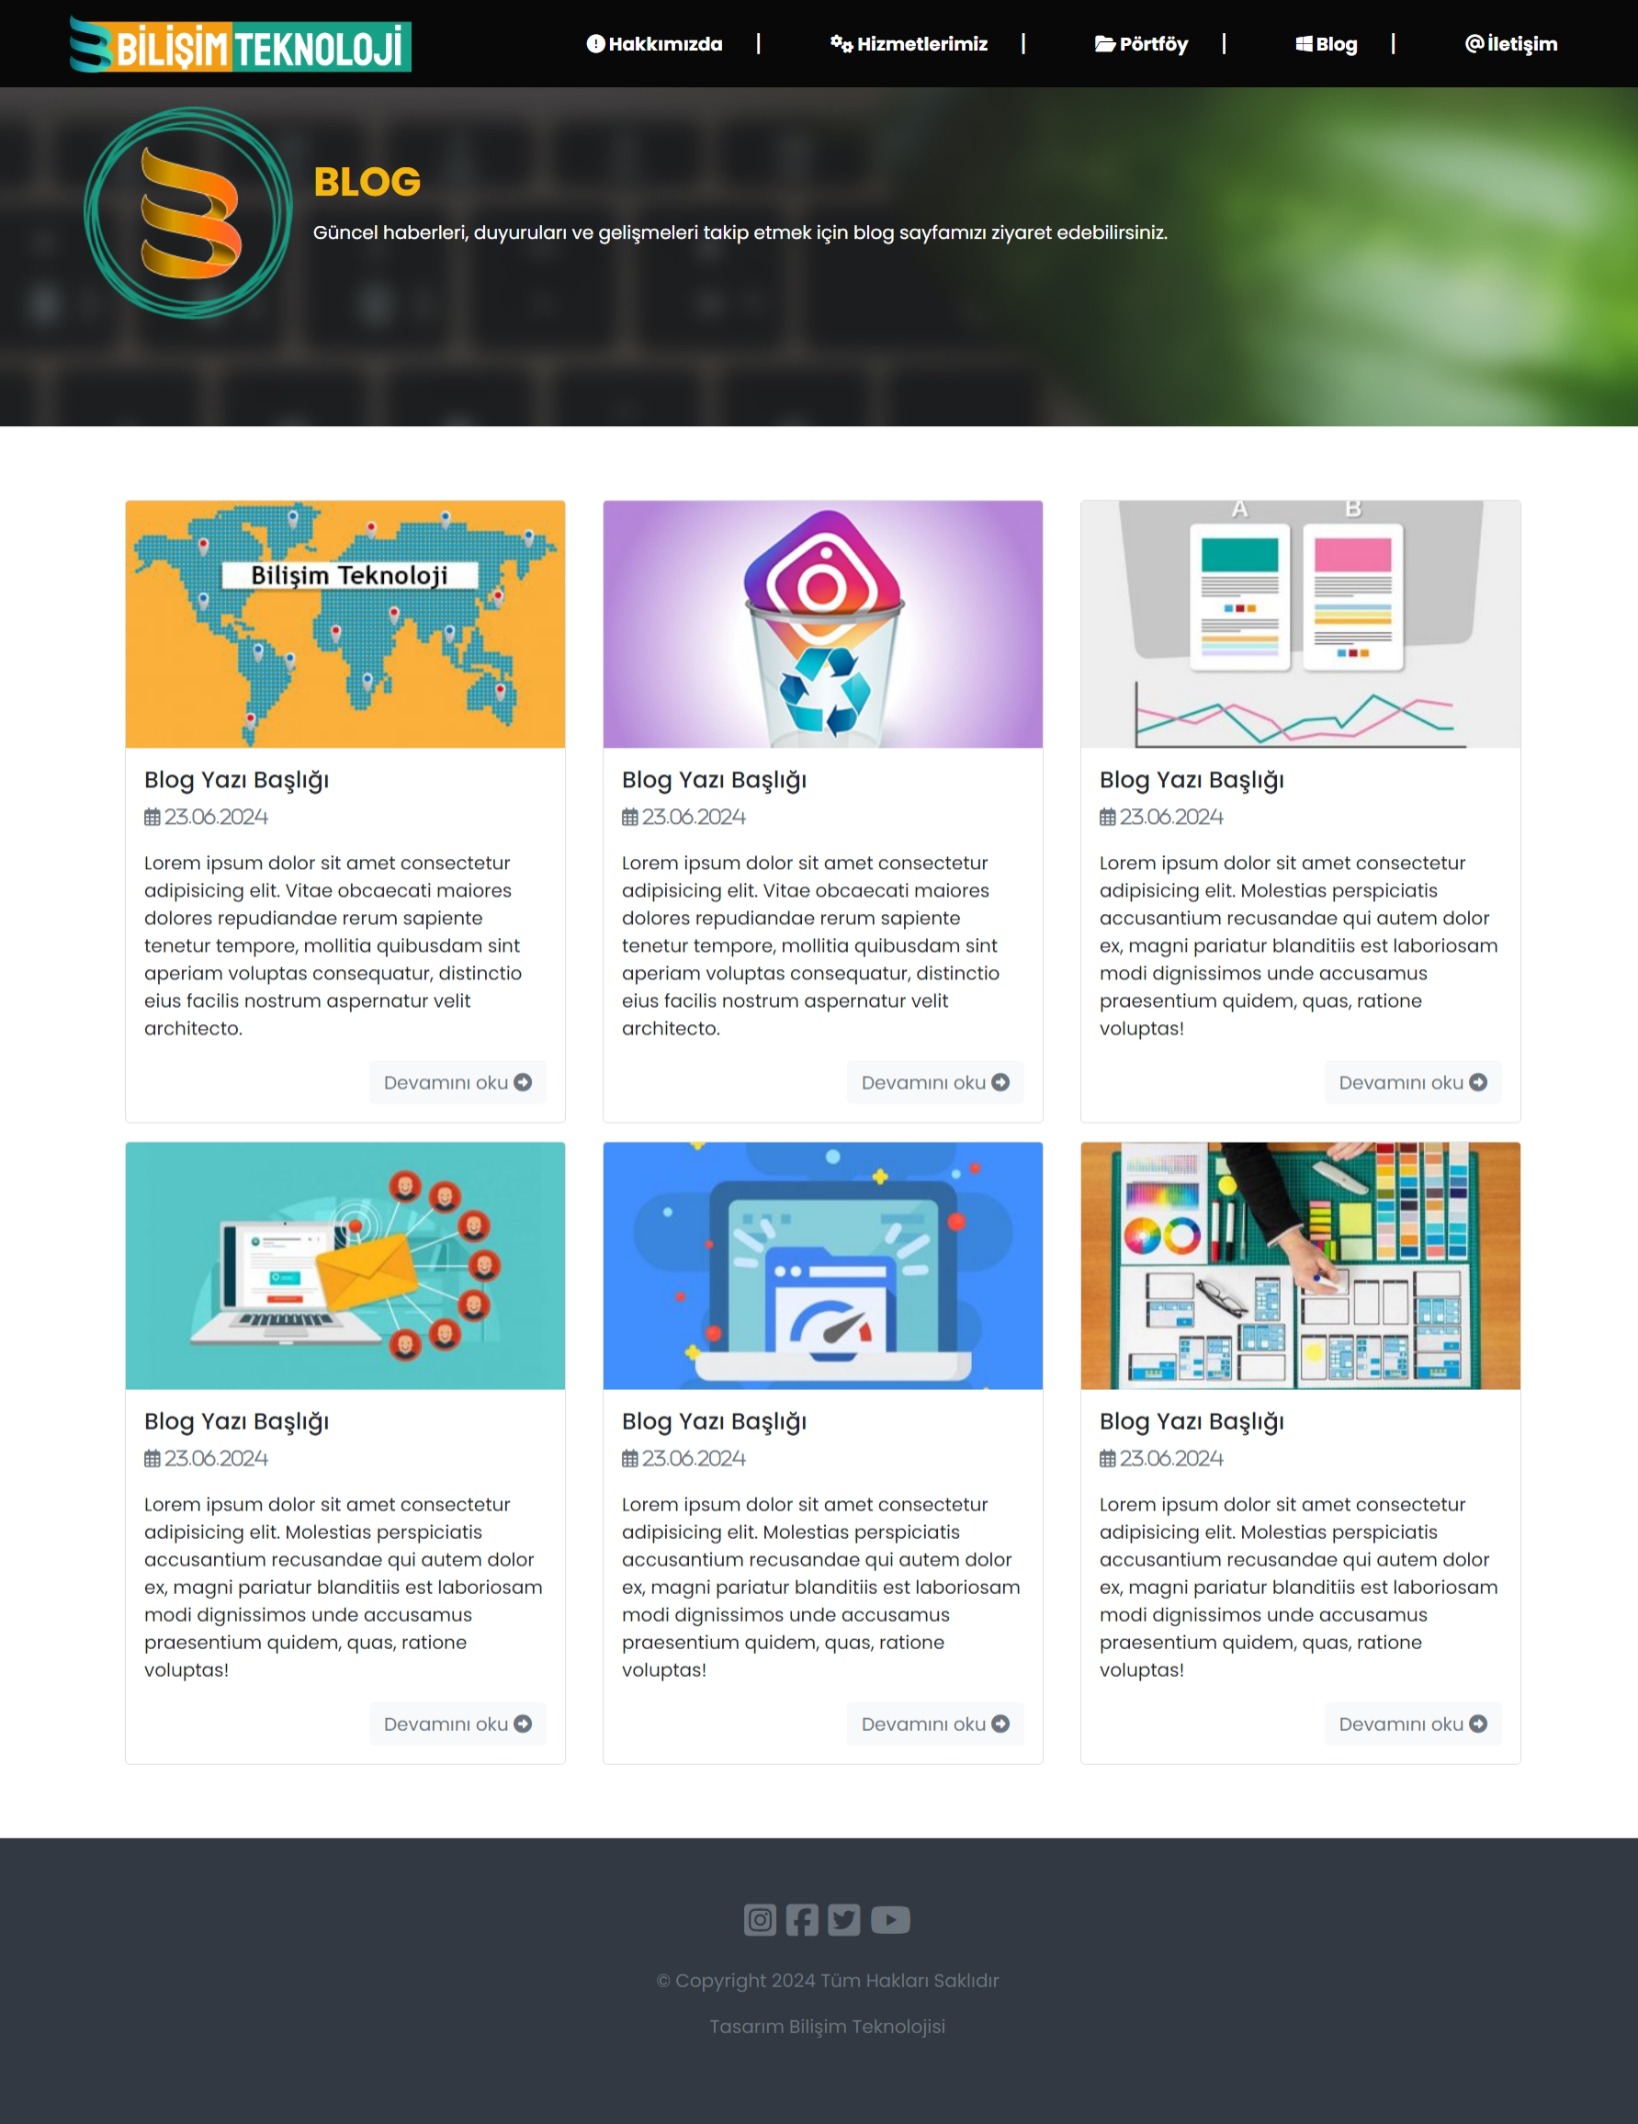 BİLİŞİM TEKNOLOJİ
Hakkımızda | Hizmetlerimiz | Pörtföy | Blog | İletişim
BLOG
Güncel haberleri, duyuruları ve gelişmeleri takip etmek için blog sayfamızı ziyaret edebilirsiniz.
Bilişim Teknoloji
Blog Yazı Başlığı
23.06.2024
Lorem ipsum dolor sit amet consectetur
adipisicing elit. Vitae obcaecati maiores
dolores repudiandae rerum sapiente
tenetur tempore, mollitia quibusdam sint
aperiam voluptas consequatur, distinctio
eius facilis nostrum aspernatur velit
architecto.
Devamını oku
Blog Yazı Başlığı
23.06.2024
Lorem ipsum dolor sit amet consectetur
adipisicing elit. Vitae obcaecati maiores
dolores repudiandae rerum sapiente
tenetur tempore, mollitia quibusdam sint
aperiam voluptas consequatur, distinctio
eius facilis nostrum aspernatur velit
architecto.
Devamını oku
A B
Blog Yazı Başlığı
23.06.2024
Lorem ipsum dolor sit amet consectetur
adipisicing elit. Molestias perspiciatis
accusantium recusandae qui autem dolor
ex, magni pariatur blanditiis est laboriosam
modi dignissimos unde accusamus
praesentium quidem, quas, ratione
voluptas!
Devamını oku
Blog Yazı Başlığı
23.06.2024
Lorem ipsum dolor sit amet consectetur
adipisicing elit. Molestias perspiciatis
accusantium recusandae qui autem dolor
ex, magni pariatur blanditiis est laboriosam
modi dignissimos unde accusamus
praesentium quidem, quas, ratione
voluptas!
Devamını oku
Blog Yazı Başlığı
23.06.2024
Lorem ipsum dolor sit amet consectetur
adipisicing elit. Molestias perspiciatis
accusantium recusandae qui autem dolor
ex, magni pariatur blanditiis est laboriosam
modi dignissimos unde accusamus
praesentium quidem, quas, ratione
voluptas!
Devamını oku
Blog Yazı Başlığı
23.06.2024
Lorem ipsum dolor sit amet consectetur
adipisicing elit. Molestias perspiciatis
accusantium recusandae qui autem dolor
ex, magni pariatur blanditiis est laboriosam
modi dignissimos unde accusamus
praesentium quidem, quas, ratione
voluptas!
Devamını oku
© Copyright 2024 Tüm Hakları Saklıdır
Tasarım Bilişim Teknolojisi